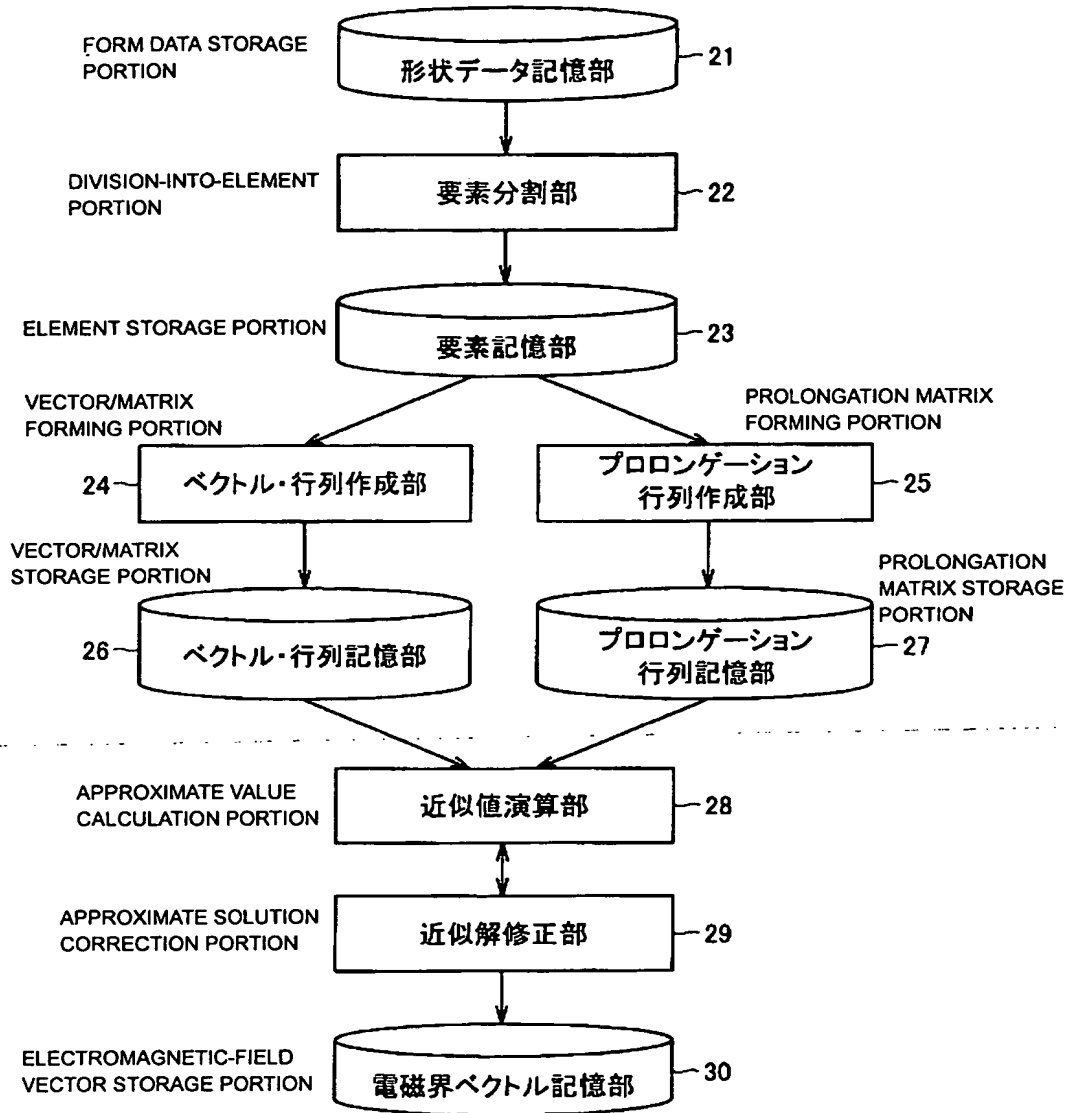 FORM DATA STORAGE
PORTION
形状データ記憶部
21
DIVISION-INTO-ELEMENT
PORTION
要素分割部
22
ELEMENT STORAGE PORTION
要素記憶部
23
VECTOR/MATRIX
FORMING PORTION
24
ベクトル・行列作成部
PROLONGATION MATRIX
FORMING PORTION
プロロンゲーション
行列作成部
25
VECTOR/MATRIX
STORAGE PORTION
26
ベクトル・行列記憶部
PROLONGATION
MATRIX STORAGE
PORTION
プロロンゲーション
行列記憶部
27
APPROXIMATE VALUE
CALCULATION PORTION
近似値演算部
28
APPROXIMATE SOLUTION
CORRECTION PORTION
近似解修正部
29
ELECTROMAGNETIC-FIELD
VECTOR STORAGE PORTION
電磁界ベクトル記憶部
30